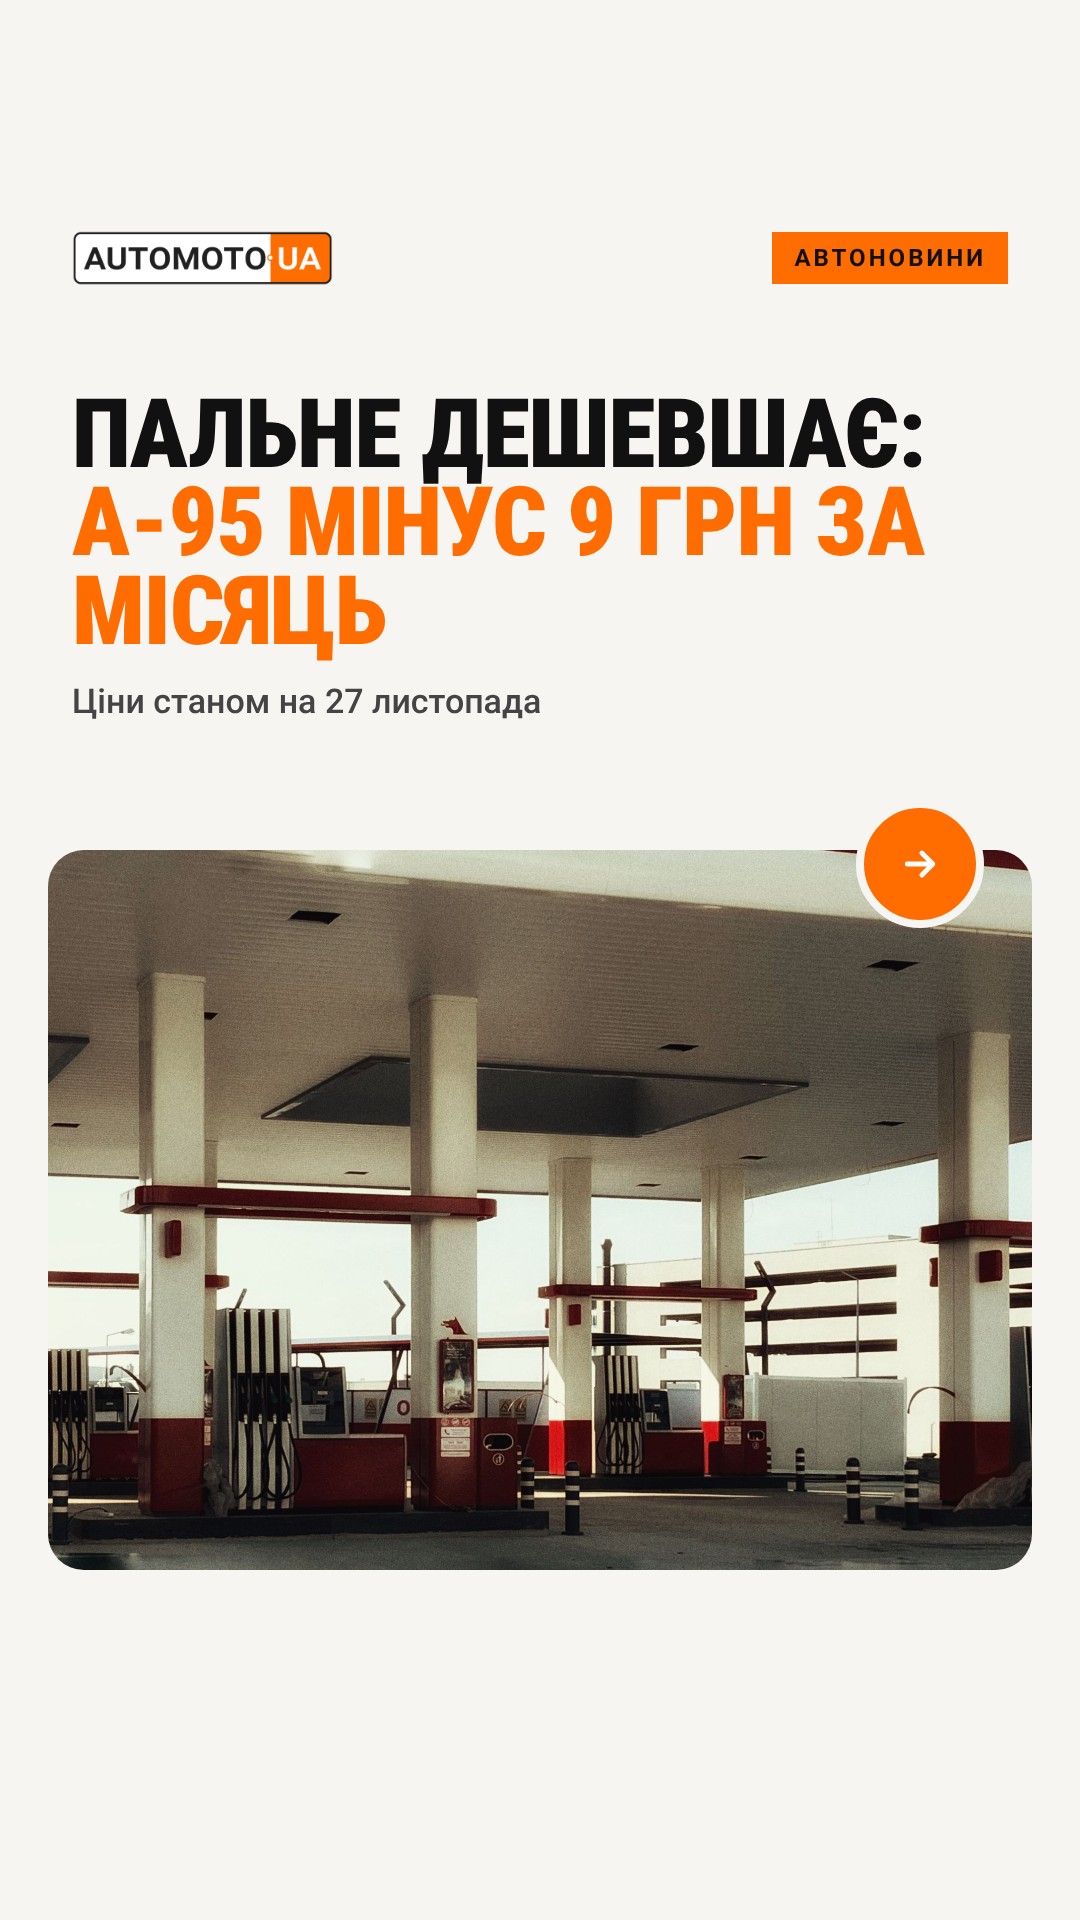 AUTOMOTO UA
АВТОНОВИНИ
ПАЛЬНЕ ДЕШЕВШАЄ:
А-95 МІНУС 9 ГРН ЗА
МІСЯЦЬ
Ціни станом на 27 листопада